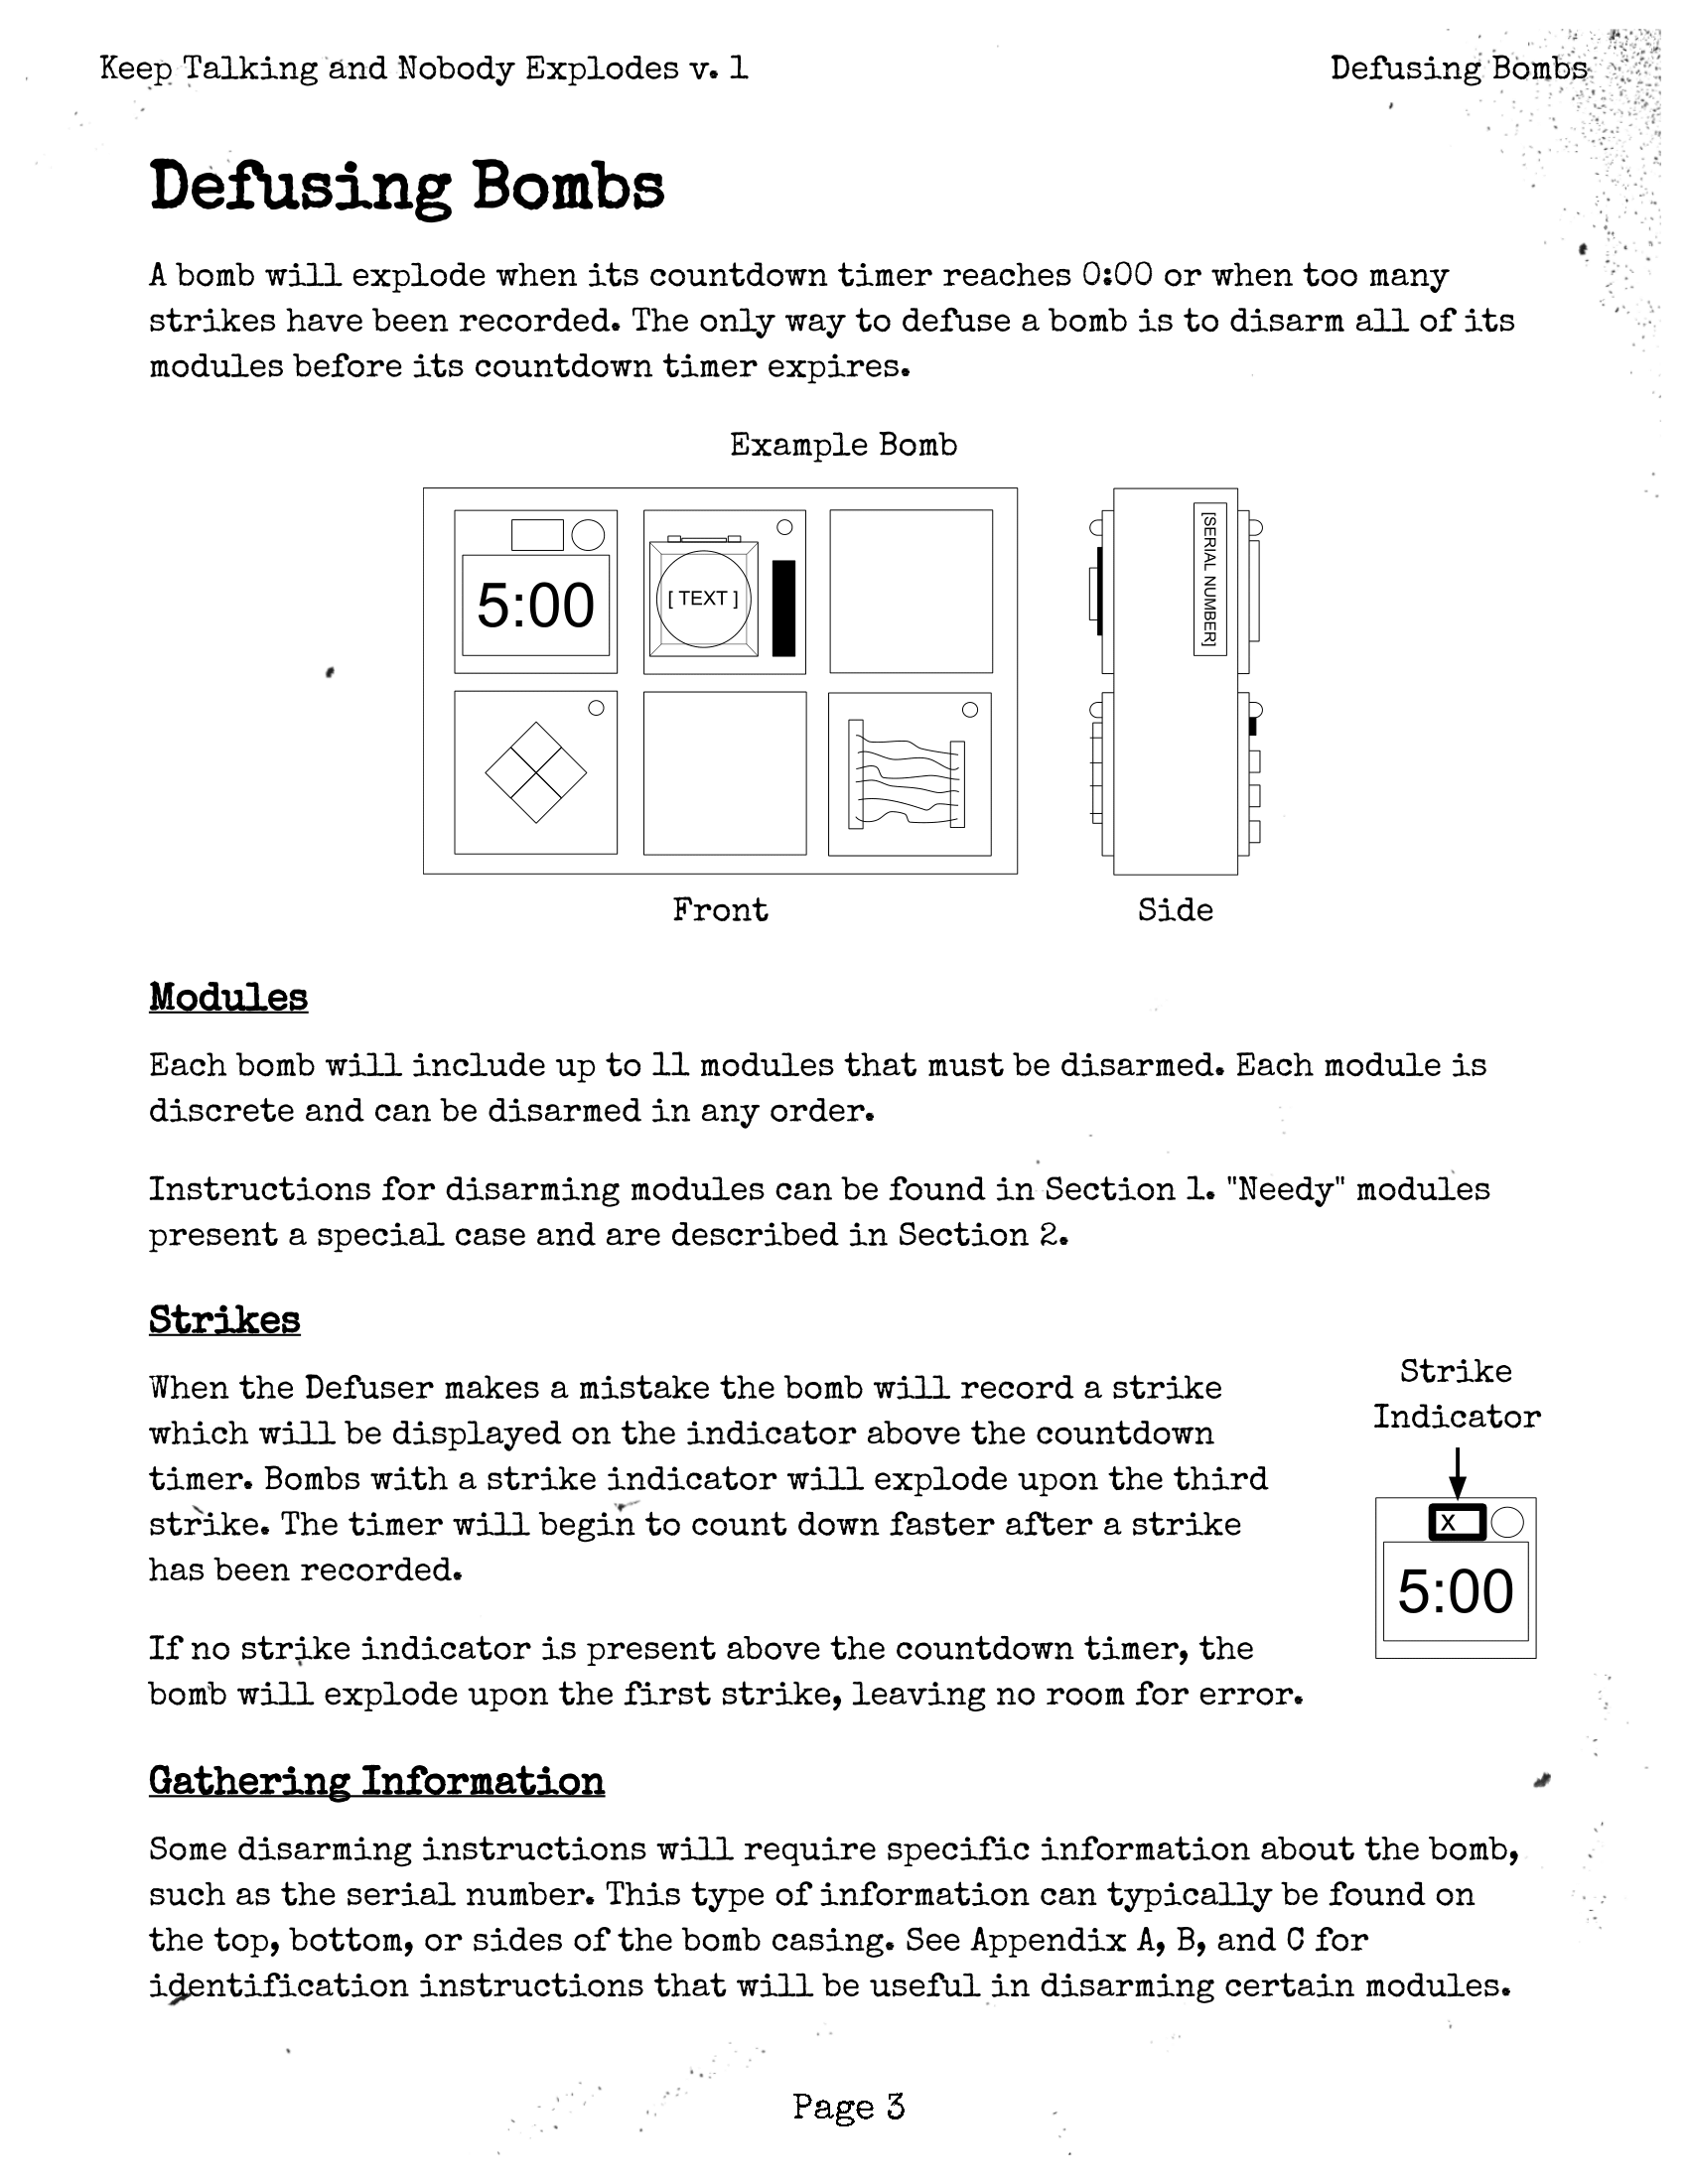 Keep Talking and Nobody Explodes v. 1
Defusing Bombs
Defusing Bombs
A bomb will explode when its countdown timer reaches 0:00 or when too many
strikes have been recorded. The only way to defuse a bomb is to disarm all of its
modules before its countdown timer expires.
Example Bomb
5:00
[ TEXT ]
[SERIAL NUMBER]
Front
Side
Modules
Each bomb will include up to 11 modules that must be disarmed. Each module is
discrete and can be disarmed in any order.
Instructions for disarming modules can be found in Section 1. "Needy" modules
present a special case and are described in Section 2.
Strikes
When the Defuser makes a mistake the bomb will record a strike
which will be displayed on the indicator above the countdown
timer. Bombs with a strike indicator will explode upon the third
strike. The timer will begin to count down faster after a strike
has been recorded.
If no strike indicator is present above the countdown timer, the
bomb will explode upon the first strike, leaving no room for error.
Strike
Indicator
X
5:00
Gathering Information
Some disarming instructions will require specific information about the bomb,
such as the serial number. This type of information can typically be found on
the top, bottom, or sides of the bomb casing. See Appendix A, B, and C for
identification instructions that will be useful in disarming certain modules.
Page 3